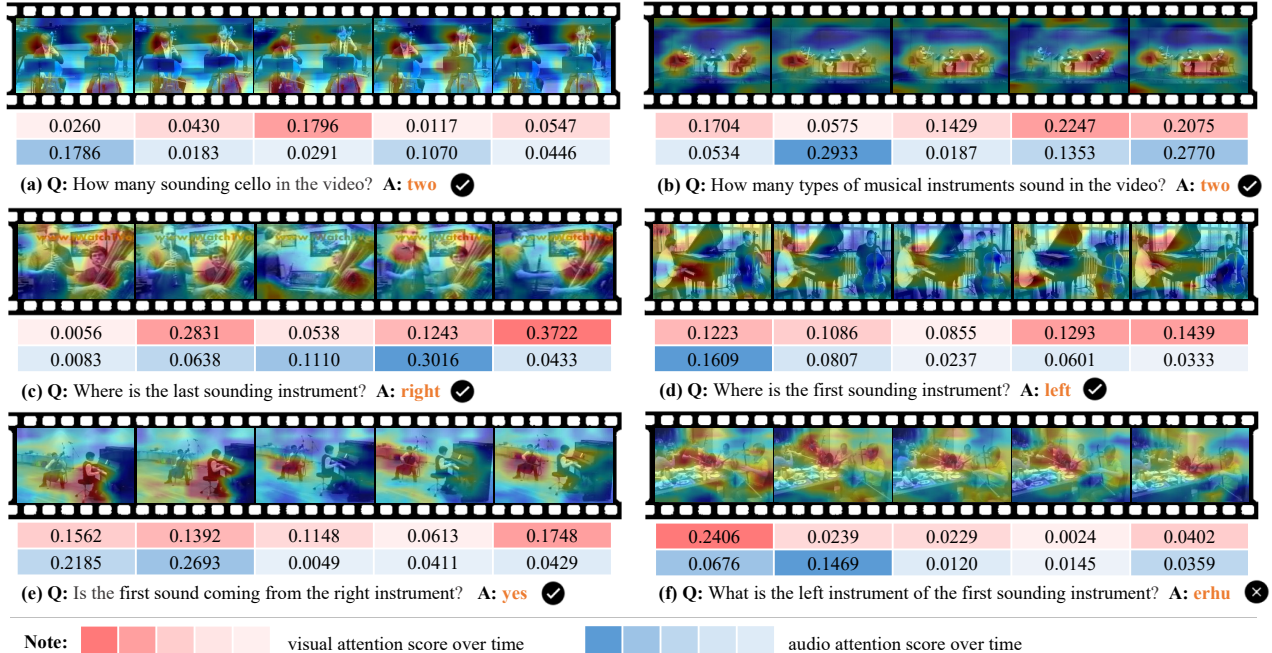 0.0260 0.0430 0.1796 0.0117 0.0547
0.1786 0.0183 0.0291 0.1070 0.0446
(a) Q: How many sounding cello in the video? A: two
0.1704 0.0575 0.1429 0.2247 0.2075
0.0534 0.2933 0.0187 0.1353 0.2770
(b) Q: How many types of musical instruments sound in the video? A: two
0.0056 0.2831 0.0538 0.1243 0.3722
0.0083 0.0638 0.1110 0.3016 0.0433
(c) Q: Where is the last sounding instrument? A: right
0.1223 0.1086 0.0855 0.1293 0.1439
0.1609 0.0807 0.0237 0.0601 0.0333
(d) Q: Where is the first sounding instrument? A: left
0.1562 0.1392 0.1148 0.0613 0.1748
0.2185 0.2693 0.0049 0.0411 0.0429
(e) Q: Is the first sound coming from the right instrument? A: yes
0.2406 0.0239 0.0229 0.0024 0.0402
0.0676 0.1469 0.0120 0.0145 0.0359
(f) Q: What is the left instrument of the first sounding instrument? A: erhu
Note: visual attention score over time audio attention score over time